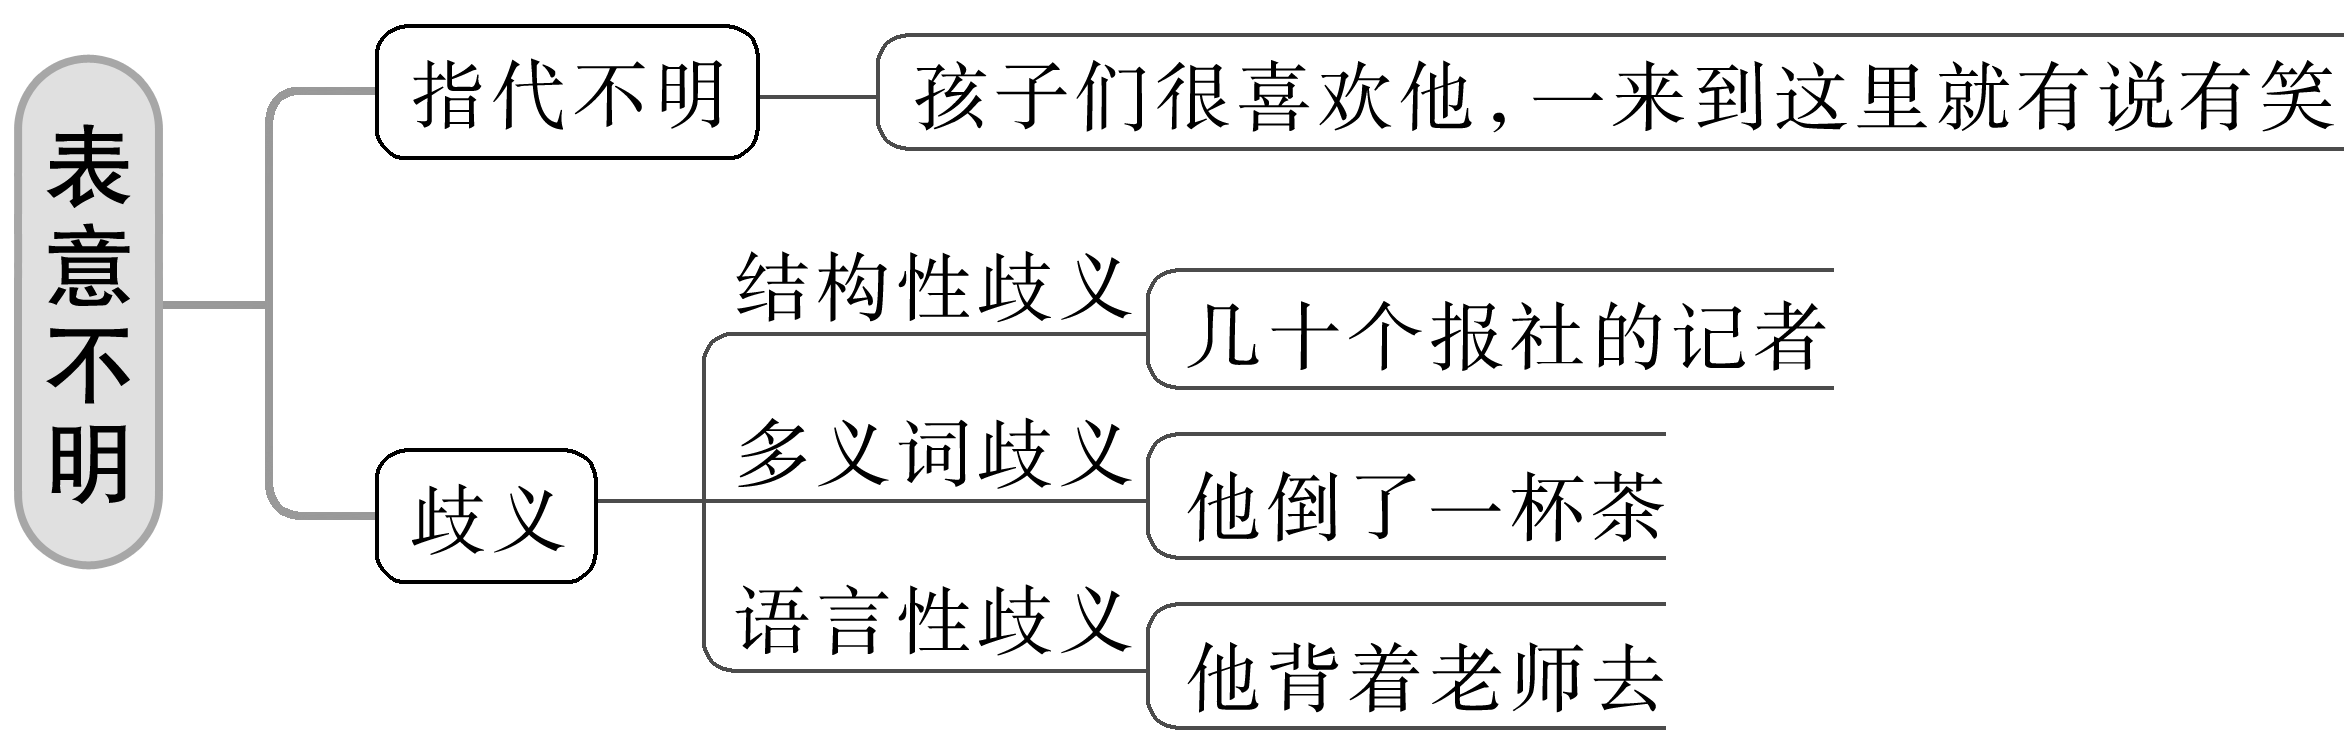 表意不明
指代不明
孩子们很喜欢他，一来到这里就有说有笑
歧义
结构性歧义
几十个报社的记者
多义词歧义
他倒了一杯茶
语言性歧义
他背着老师去